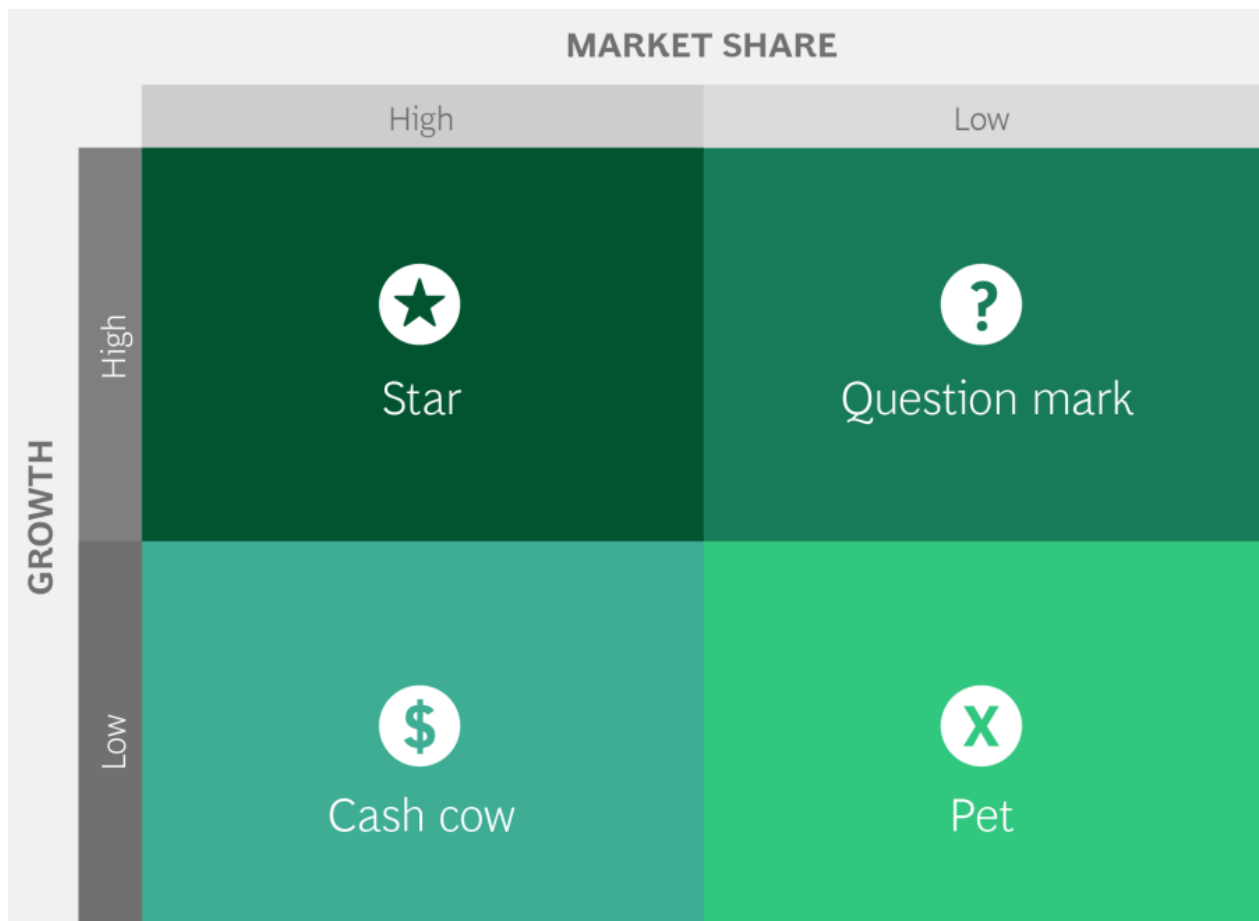 MARKET SHARE
High
Low
GROWTH
High
Star
?
Question mark
Low
$
Cash cow
X
Pet